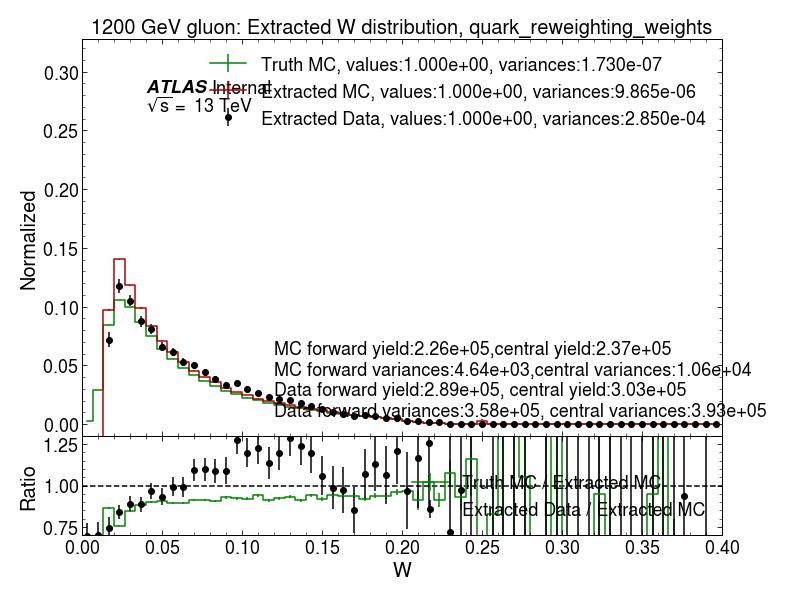 1200 GeV gluon: Extracted W distribution, quark_reweighting_weights
Truth MC, values:1.000e+00, variances:1.730e-07
ATLAS Internal
Extracted MC, values:1.000e+00, variances:9.865e-06
√s = 13 TeV
Extracted Data, values:1.000e+00, variances:2.850e-04
Normalized
0.30
0.25
0.20
0.15
0.10
0.05
0.00
MC forward yield:2.26e+05,central yield:2.37e+05
MC forward variances:4.64e+03,central variances:1.06e+04
Data forward yield:2.89e+05, central yield:3.03e+05
Data forward variances:3.58e+05, central variances:3.93e+05
Ratio
1.25
1.00
0.75
Truth MC / Extracted MC
Extracted Data / Extracted MC
0.00 0.05 0.10 0.15 0.20 0.25 0.30 0.35 0.40
W